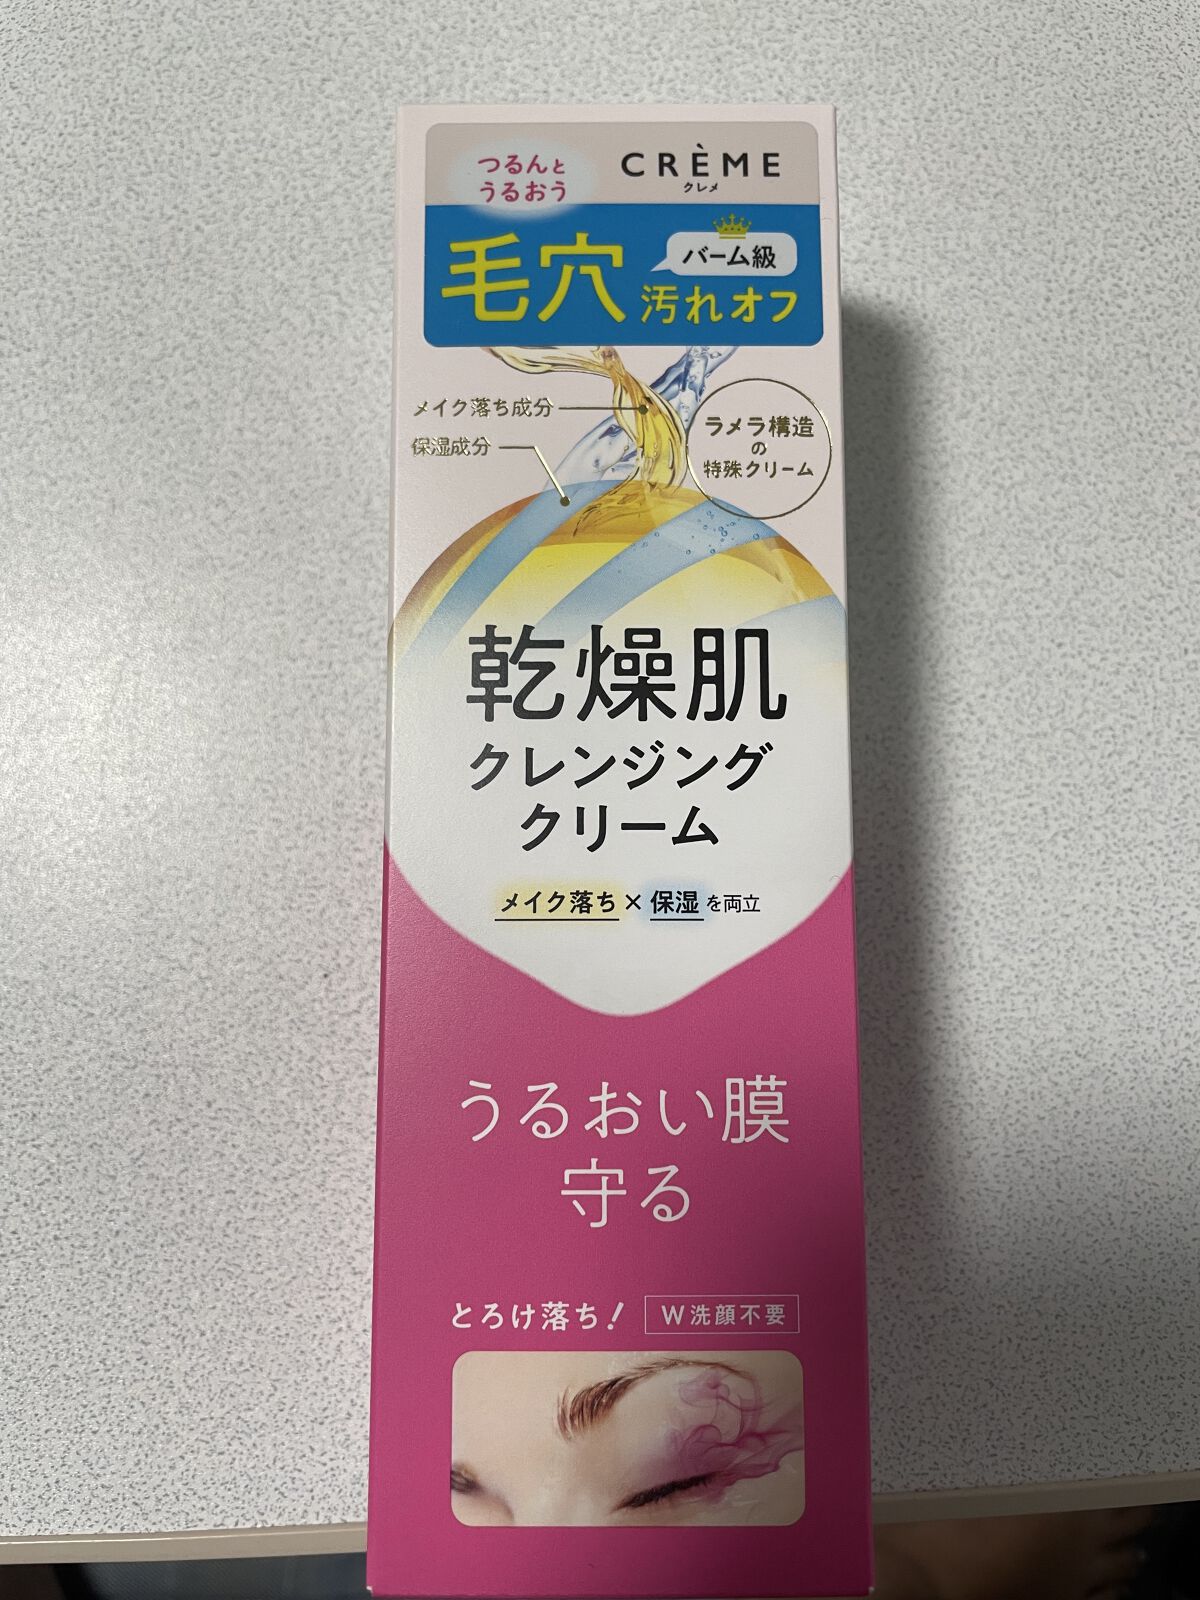 つるんと
うるおう
CRÈME
クレメ
毛穴
バーム級
汚れオフ
メイク落ち成分
保湿成分
ラメラ構造
の
特殊クリーム
乾燥肌
クレンジング
クリーム
メイク落ち×保湿を両立
うるおい膜
守る
とろけ落ち!
W洗顔不要